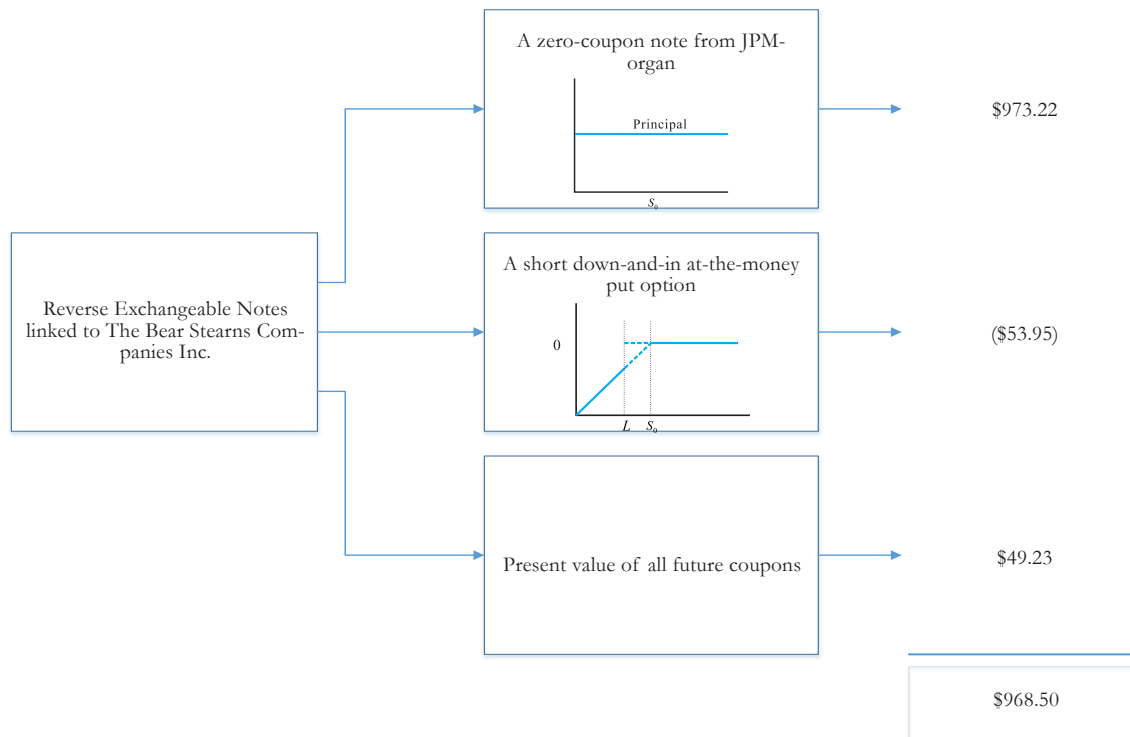 A zero-coupon note from JPM-
organ
Principal
S₀
$973.22
Reverse Exchangeable Notes
linked to The Bear Stearns Com-
panies Inc.
A short down-and-in at-the-money
put option
0
L
S₀
($53.95)
Present value of all future coupons
$49.23
$968.50